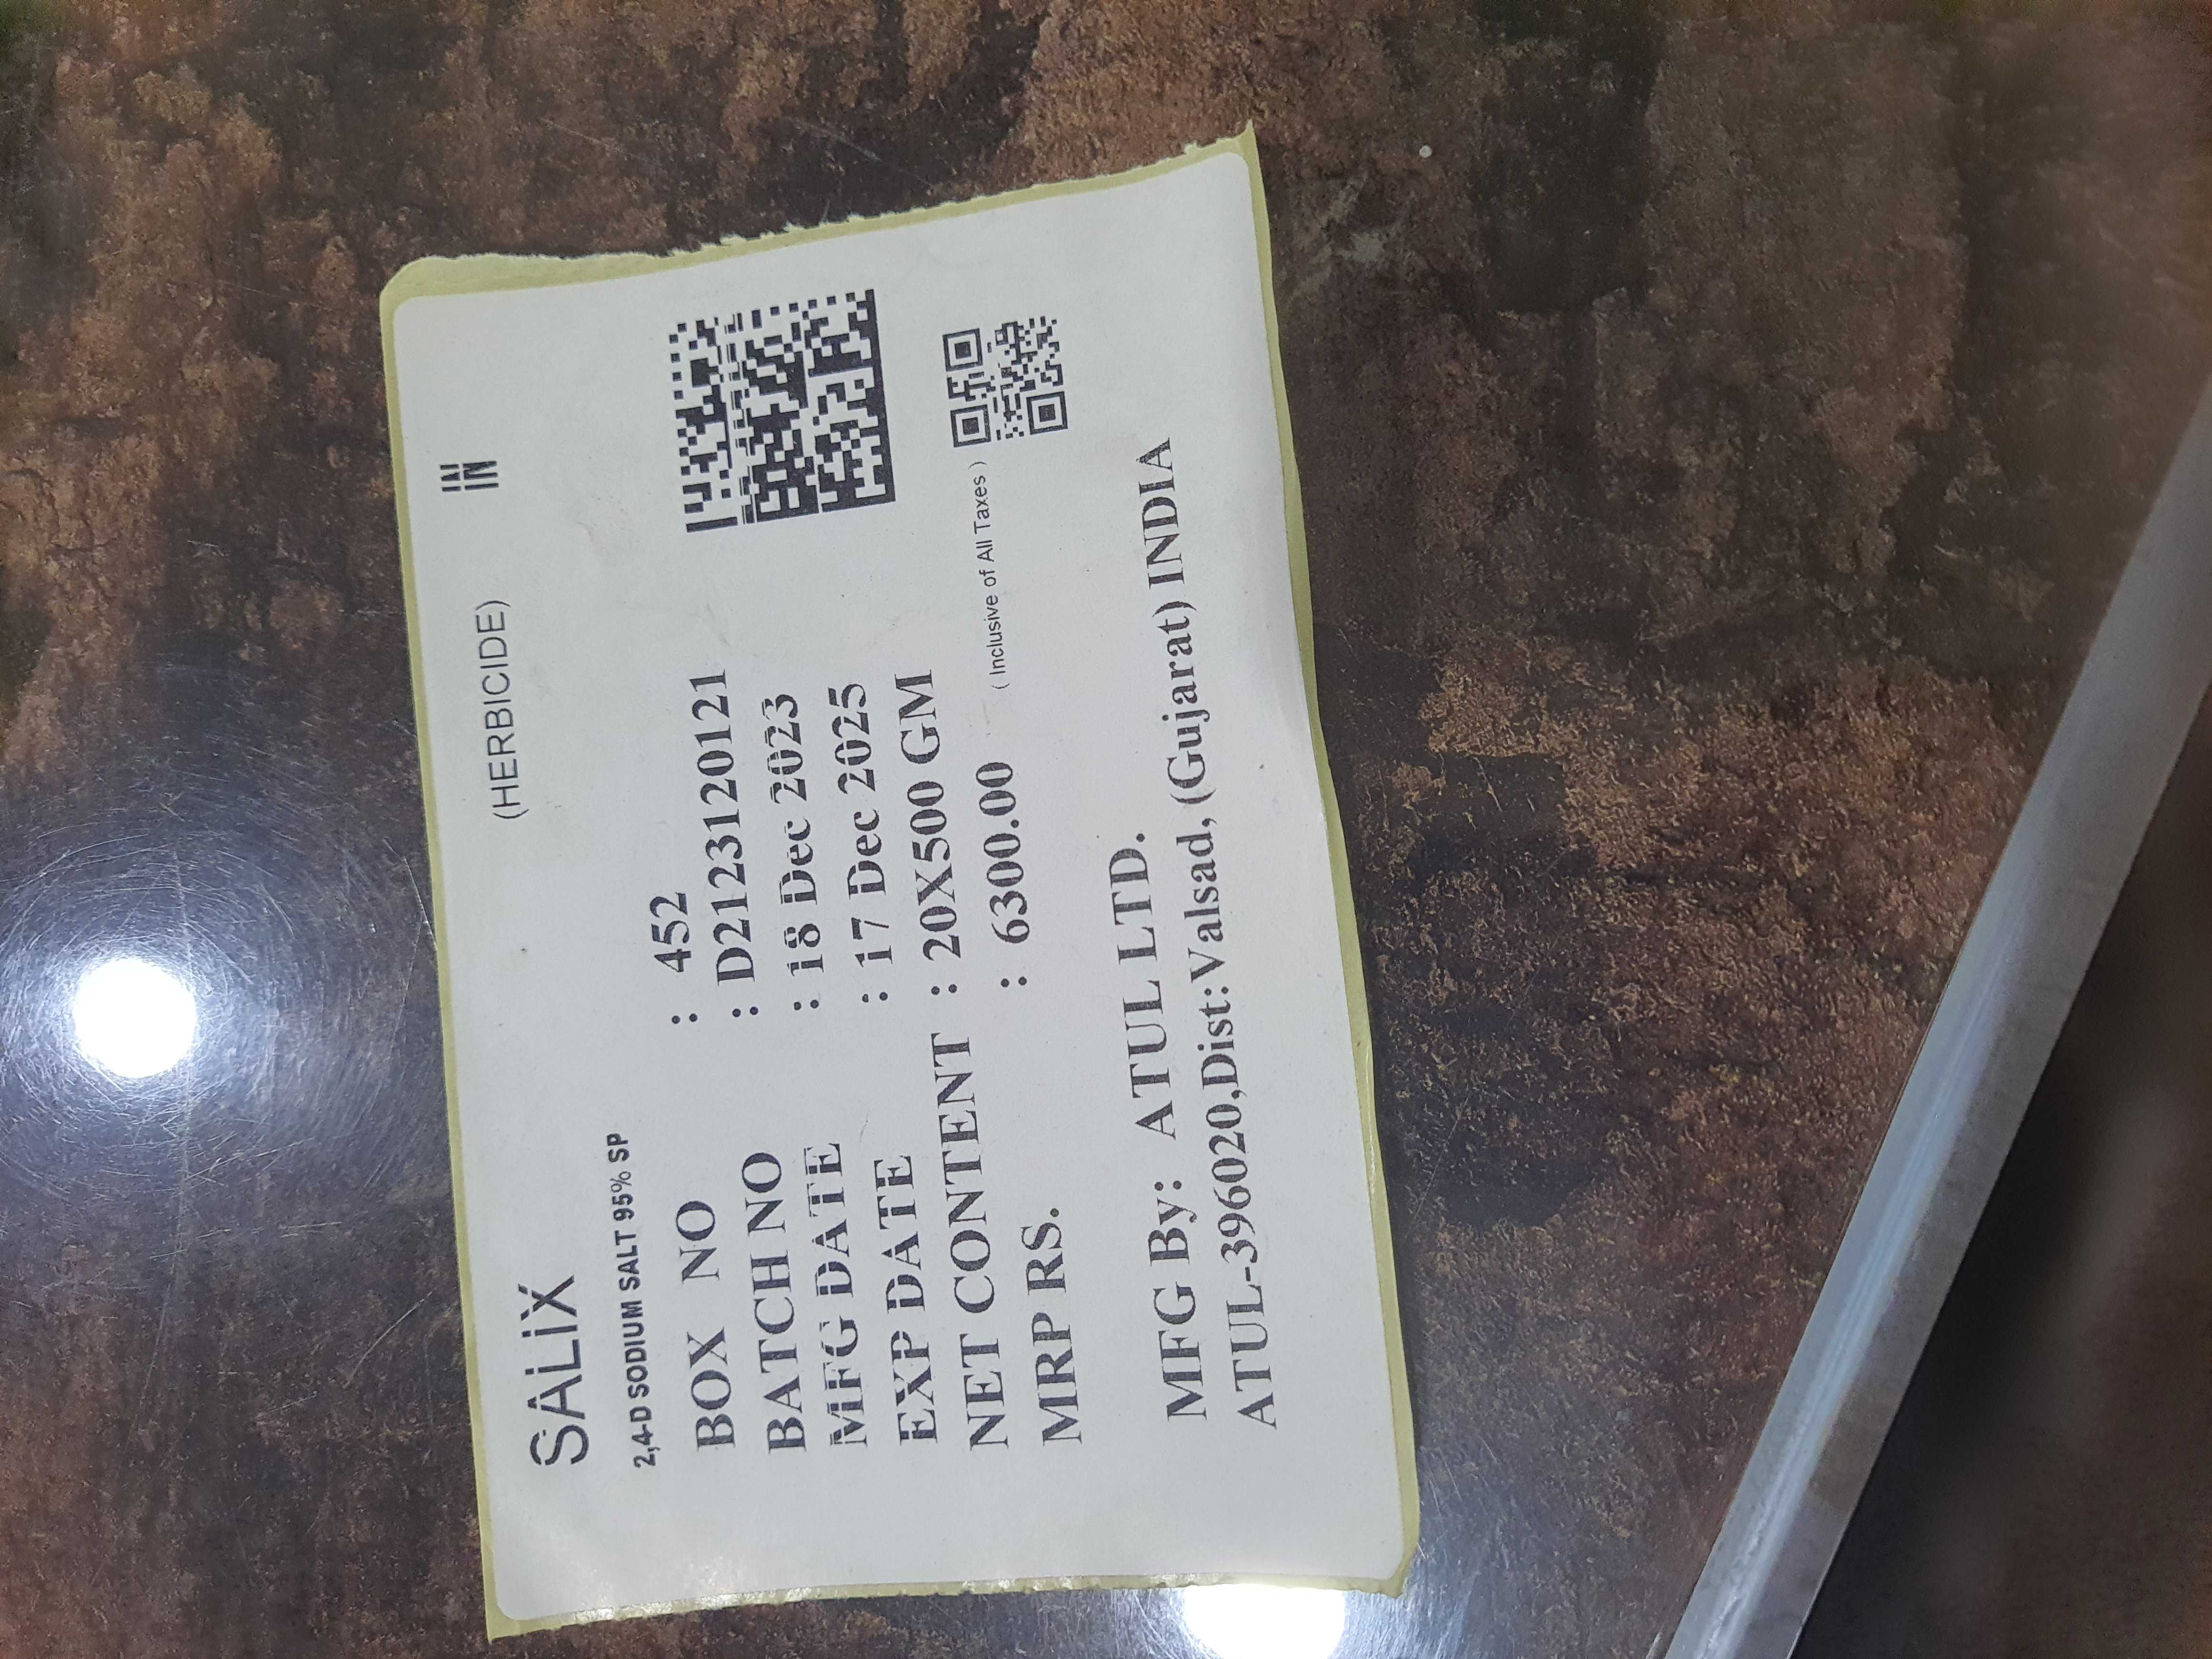 SALIX (HERBICIDE) IN
2,4-D SODIUM SALT 95% SP
BOX NO : 452
BATCH NO : D2123120121
MFG DATE : 18 Dec 2023
EXP DATE : 17 Dec 2025
NET CONTENT : 20X500 GM
MRP RS. : 6300.00 ( Inclusive of All Taxes )
MFG By: ATUL LTD.
ATUL-396020,Dist:Valsad,(Gujarat) INDIA